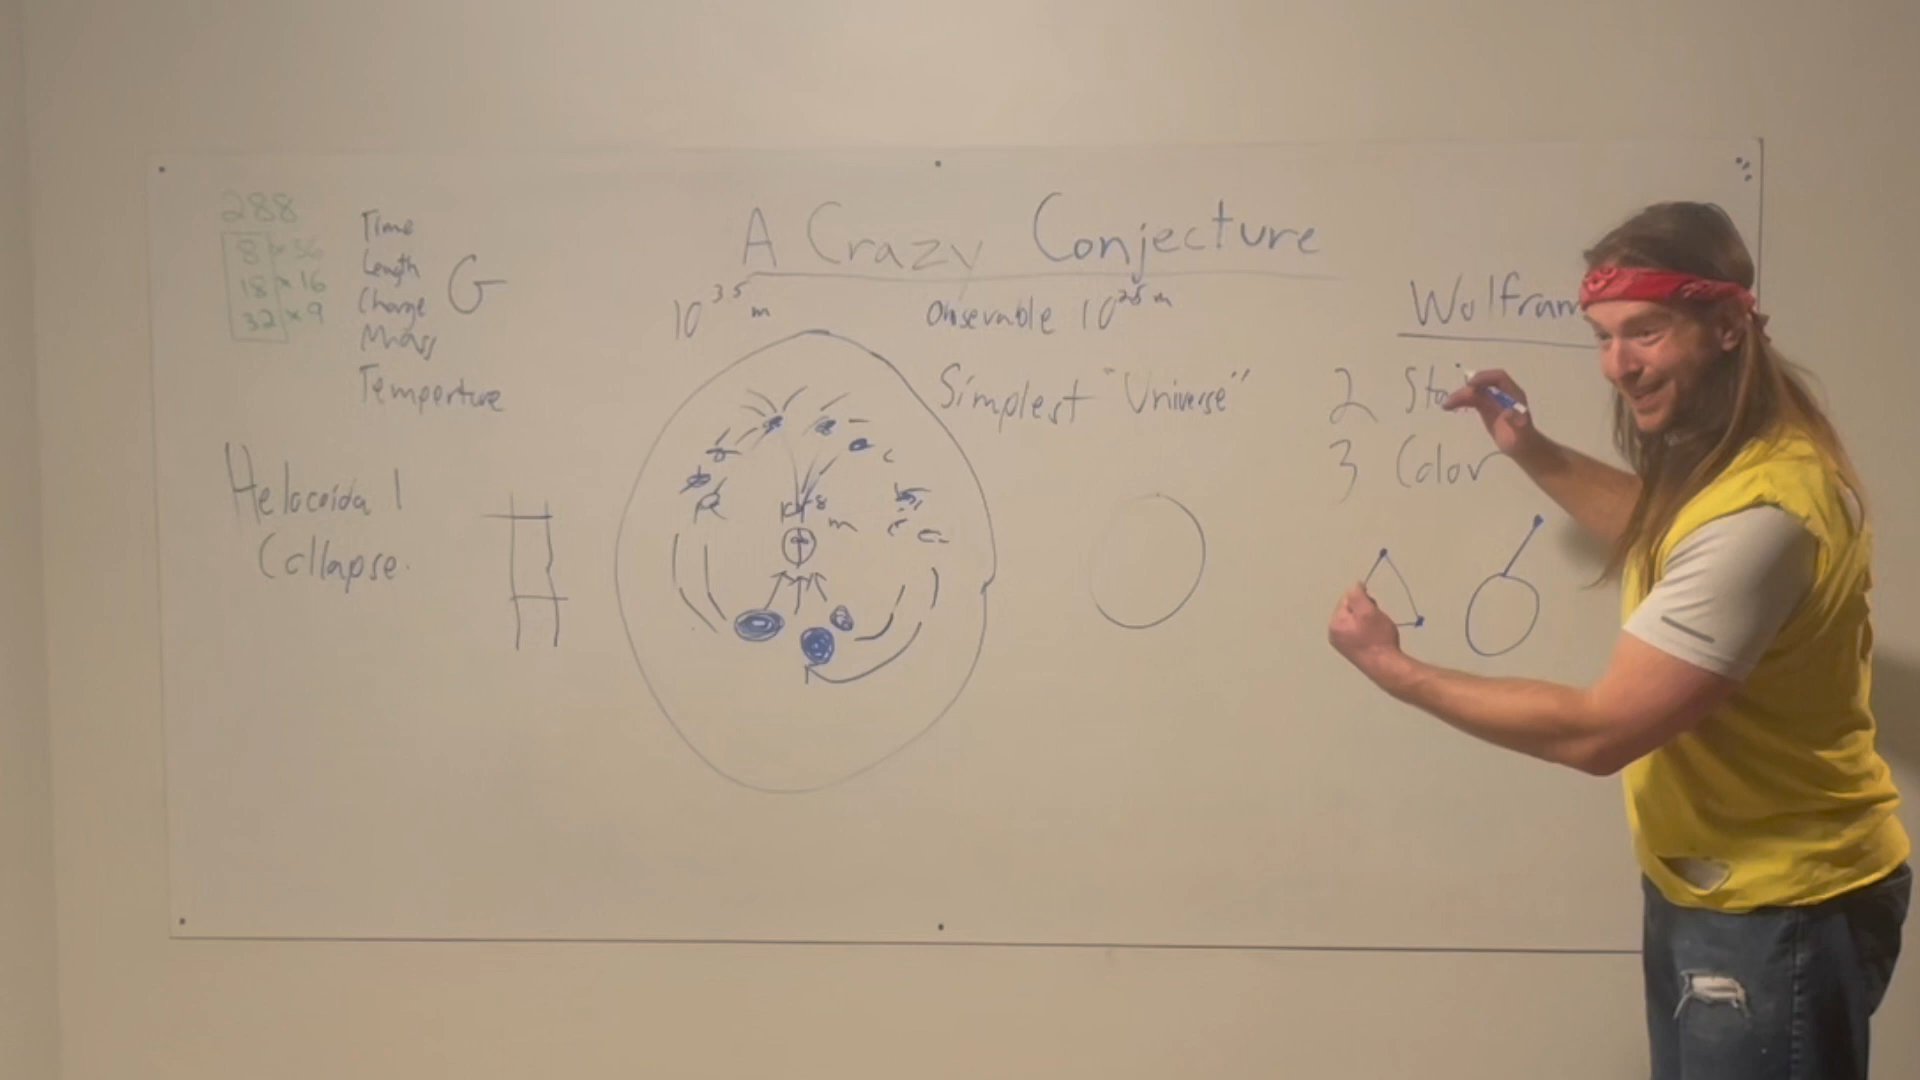 288
8 x 36
18 x 16
32 x 9
Time
Length
Charge
Mass
Temperture
G
A Crazy Conjecture
10^35 m
Observable 10^26 m
Simplest "Universe"
Helocoidal
Collapse.
m
Wolfram
2 Sta
3 Color